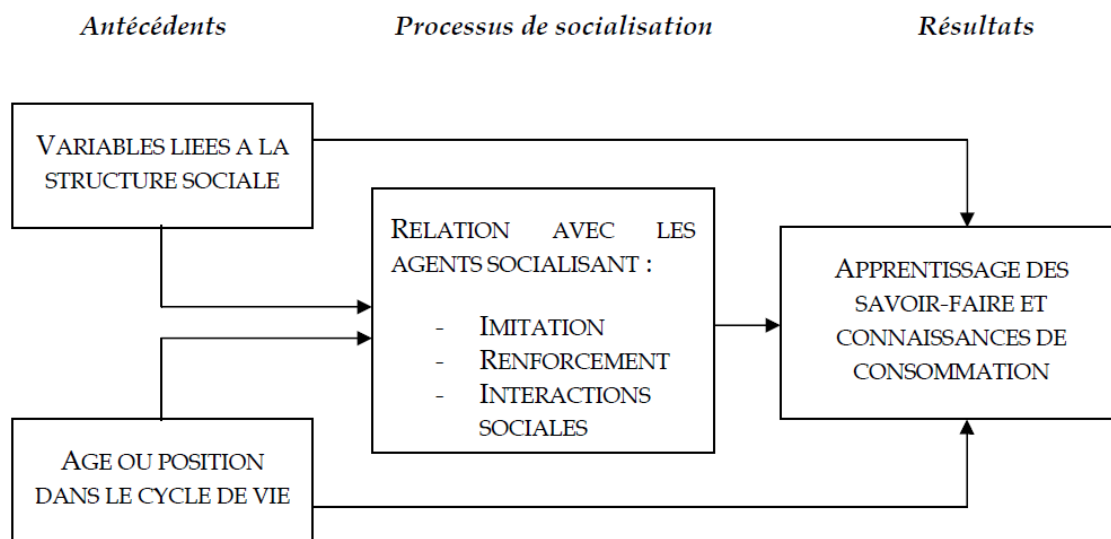 Antécédents Processus de socialisation Résultats
VARIABLES LIEES A LA
STRUCTURE SOCIALE
RELATION AVEC LES
AGENTS SOCIALISANT :
- IMITATION
- RENFORCEMENT
- INTERACTIONS
SOCIALES
APPRENTISSAGE DES
SAVOIR-FAIRE ET
CONNAISSANCES DE
CONSOMMATION
AGE OU POSITION
DANS LE CYCLE DE VIE